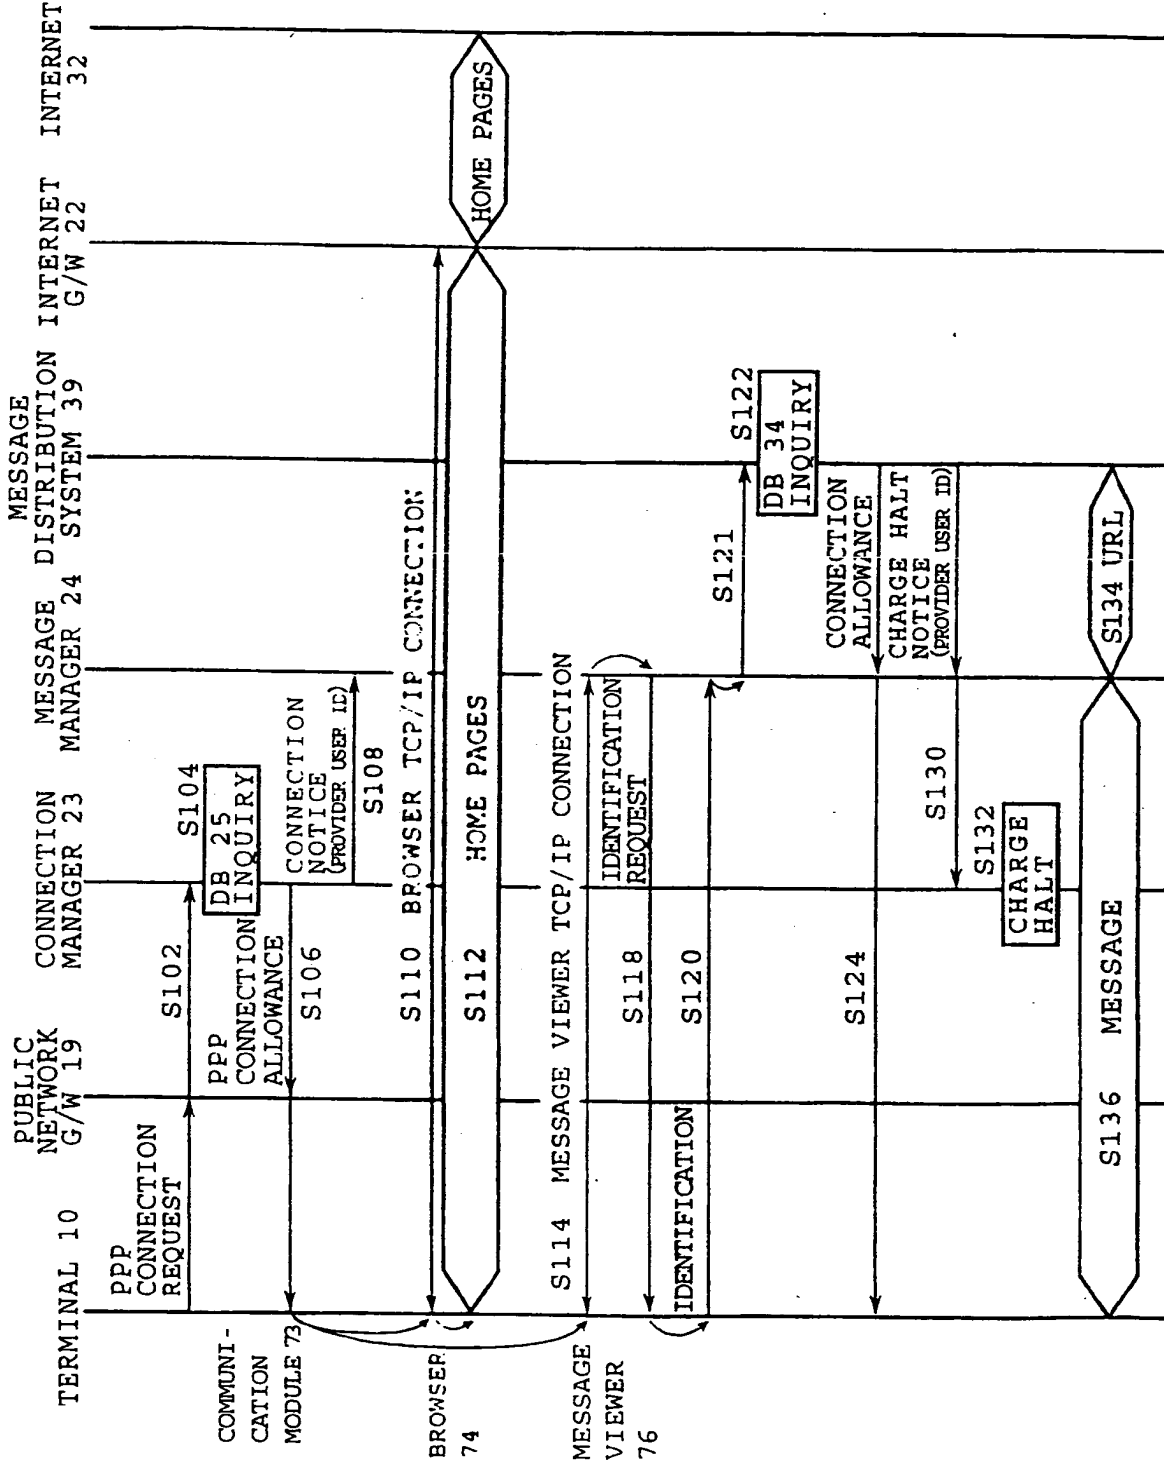 TERMINAL 10
PUBLIC
NETWORK
G/W 19
CONNECTION
MANAGER 23
MESSAGE
MANAGER 24
MESSAGE
DISTRIBUTION
SYSTEM 39
INTERNET
G/W 22
INTERNET
32
COMMUNI-
CATION
MODULE 73
PPP
CONNECTION
REQUEST
S102
S104
DB 25
INQUIRY
PPP
CONNECTION
ALLOWANCE
S106
CONNECTION
NOTICE
(PROVIDER USER ID)
S108
BROWSER
74
S110 BROWSER TCP/IP CONNECTION
S112 HOME PAGES
HOME PAGES
MESSAGE
VIEWER
76
S114 MESSAGE VIEWER TCP/IP CONNECTION
IDENTIFICATION
REQUEST
S118
IDENTIFICATION
S120
S121
S122
DB 34
INQUIRY
CONNECTION
ALLOWANCE
S124
CHARGE HALT
NOTICE
(PROVIDER USER ID)
S130
S132
CHARGE
HALT
S134 URL
S136 MESSAGE